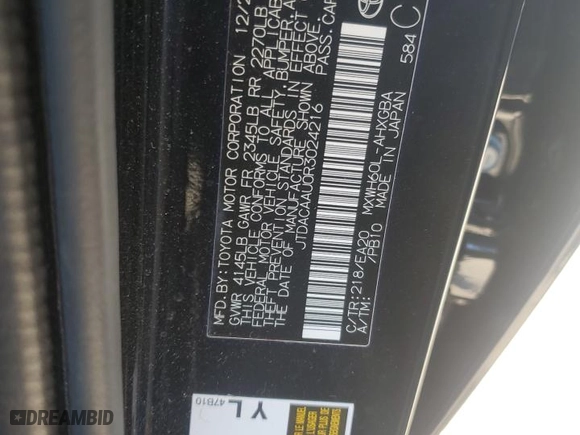 MFD. BY: TOYOTA MOTOR CORPORATION 12/2
GVWR 4145LB GAWR FR 2345LB RR 2270LB
THIS VEHICLE CONFORMS TO ALL APPLICAB
FEDERAL MOTOR VEHICLE SAFETY, BUMPER, A
THEFT PREVENTION STANDARDS IN EFFECT
DATE OF MANUFACTURE SHOWN ABOVE.
JTDACAAU0R3024216 PASS.CAR
C/TR:218/EA20 MXWH60L-AHXGBA
A/TM: /PB10 MADE IN JAPAN 584 C
YL
47B10
DREAMBID